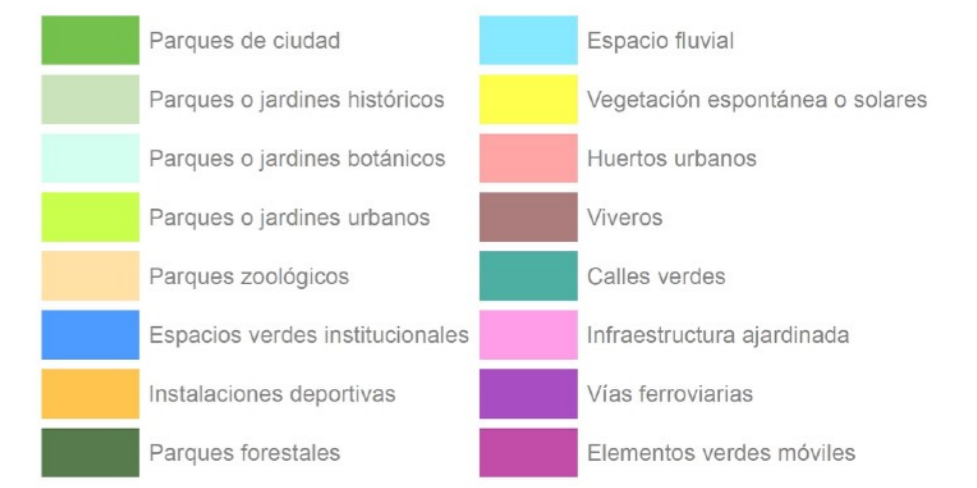 Parques de ciudad
Parques o jardines históricos
Parques o jardines botánicos
Parques o jardines urbanos
Parques zoológicos
Espacios verdes institucionales
Instalaciones deportivas
Parques forestales
Espacio fluvial
Vegetación espontánea o solares
Huertos urbanos
Viveros
Calles verdes
Infraestructura ajardinada
Vías ferroviarias
Elementos verdes móviles